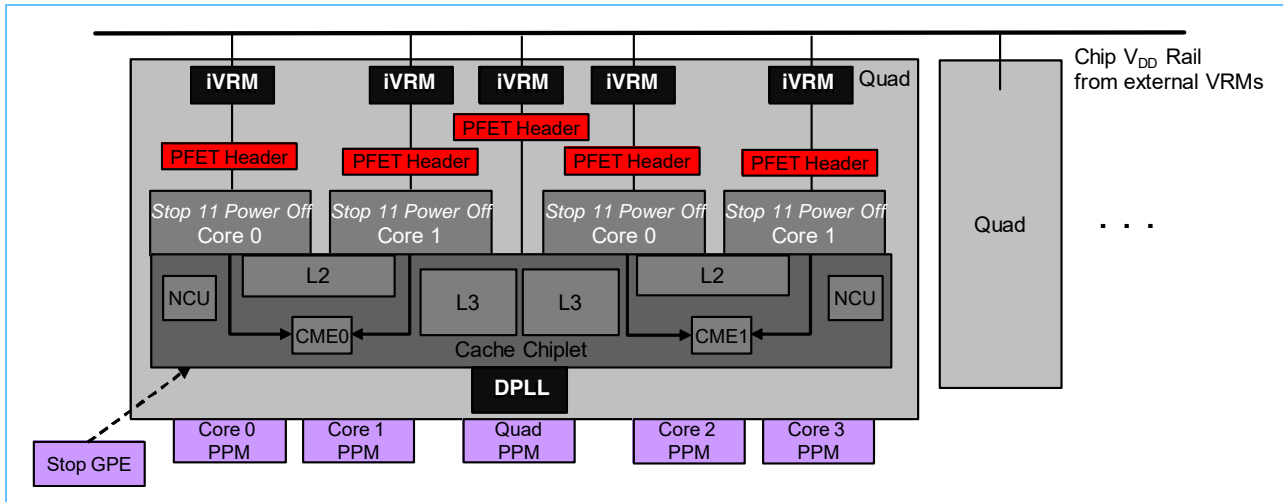 Chip VDD Rail
from external VRMs
iVRM
iVRM
iVRM
iVRM
iVRM
Quad
PFET Header
PFET Header
PFET Header
PFET Header
PFET Header
Stop 11 Power Off
Core 0
Stop 11 Power Off
Core 1
Stop 11 Power Off
Core 0
Stop 11 Power Off
Core 1
Quad
. . .
NCU
L2
L3
L3
L2
NCU
CME0
CME1
Cache Chiplet
DPLL
Core 0
PPM
Core 1
PPM
Quad
PPM
Core 2
PPM
Core 3
PPM
Stop GPE